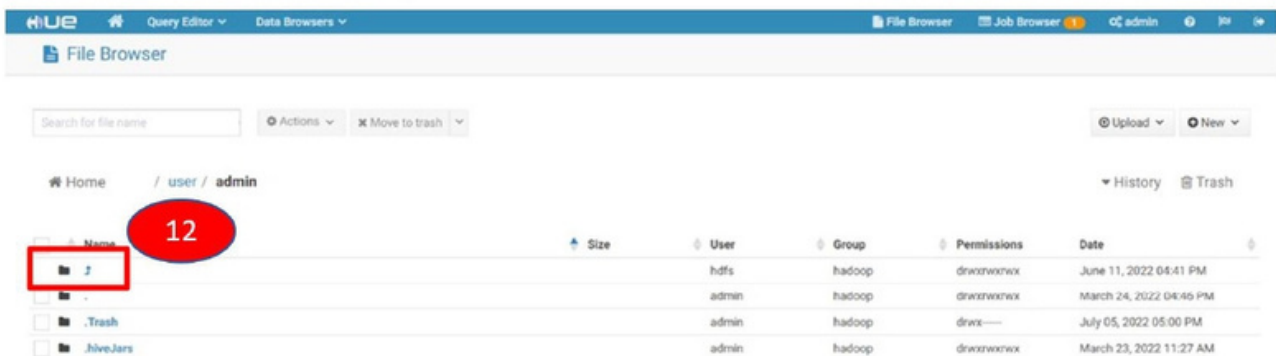 HUE Query Editor Data Browsers File Browser Job Browser 1 admin
File Browser
Search for file name Actions Move to trash Upload New
Home / user / admin History Trash
12
Name Size User Group Permissions Date
hdfs hadoop drwxrwxrwx June 11, 2022 04:41 PM
. admin hadoop drwxrwxrwx March 24, 2022 04:46 PM
.Trash admin hadoop drwx------ July 05, 2022 05:00 PM
.hiveJars admin hadoop drwxrwxrwx March 23, 2022 11:27 AM